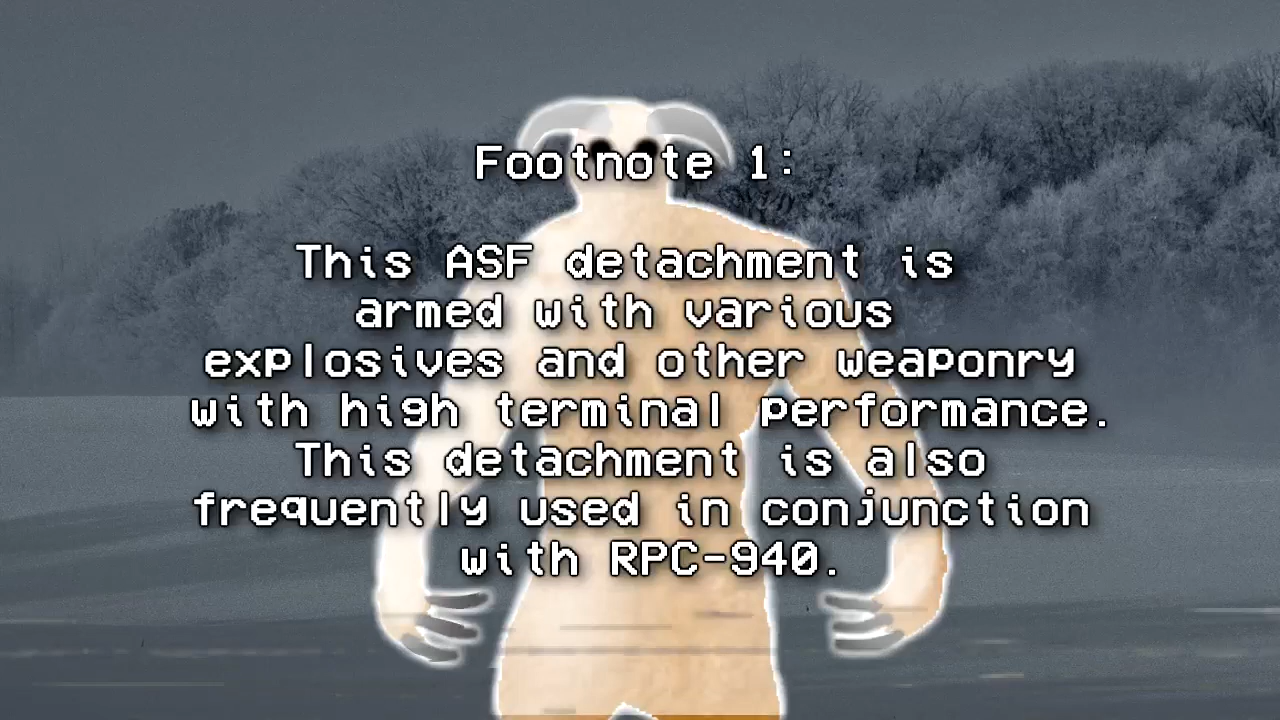 Footnote 1:
This ASF detachment is
armed with various
explosives and other weaponry
with high terminal performance.
This detachment is also
frequently used in conjunction
with RPC-940.